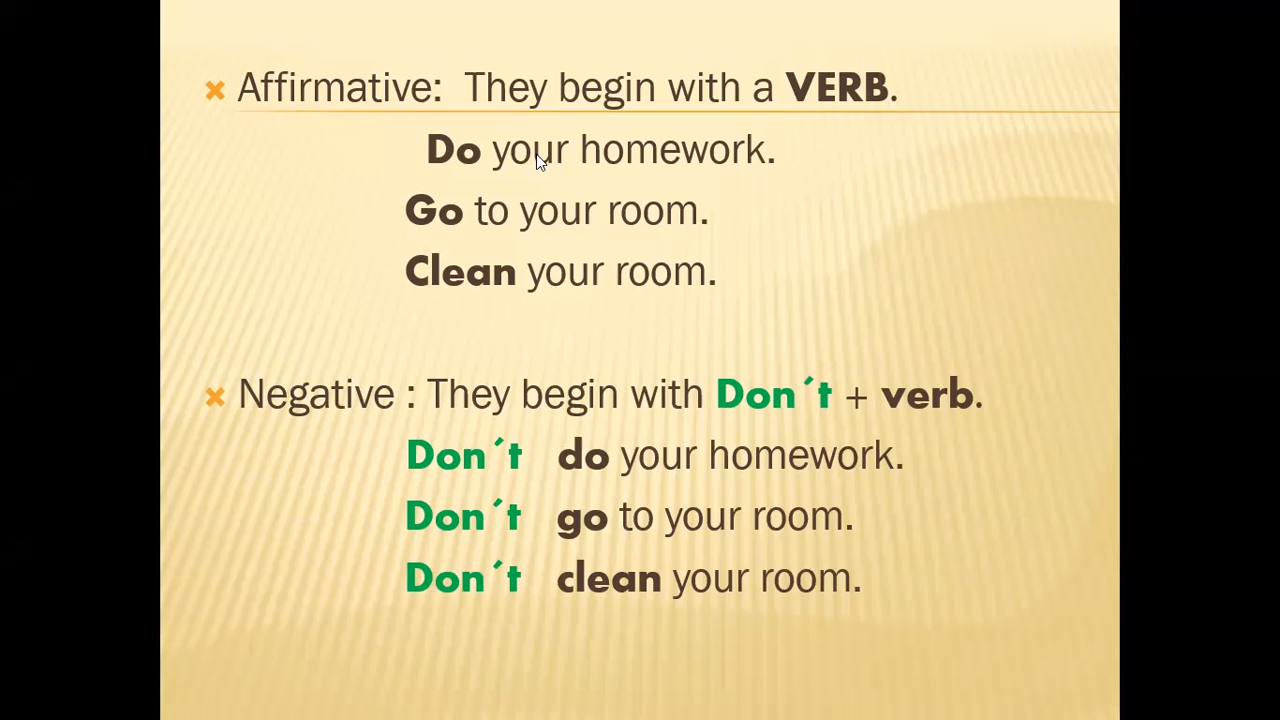 Affirmative: They begin with a VERB.
Do your homework.
Go to your room.
Clean your room.
Negative : They begin with Don´t + verb.
Don´t do your homework.
Don´t go to your room.
Don´t clean your room.